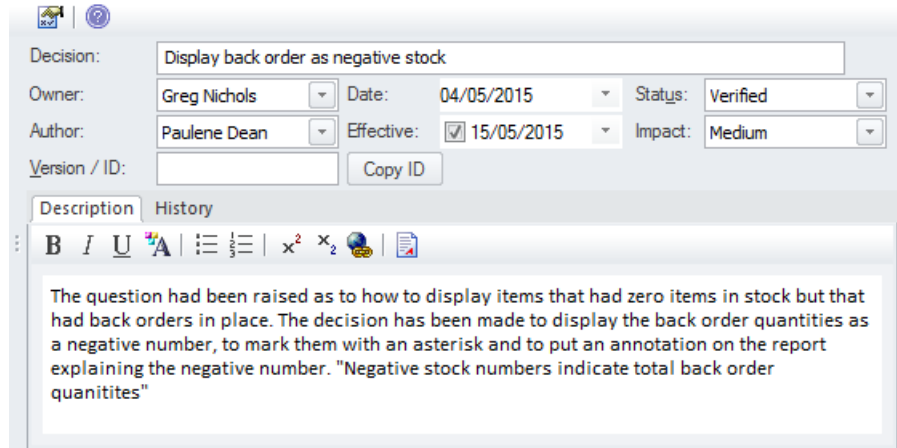 Decision: Display back order as negative stock
Owner: Greg Nichols Date: 04/05/2015 Status: Verified
Author: Paulene Dean Effective: 15/05/2015 Impact: Medium
Version / ID: Copy ID
Description History
B I U A x² x₂
The question had been raised as to how to display items that had zero items in stock but that
had back orders in place. The decision has been made to display the back order quantities as
a negative number, to mark them with an asterisk and to put an annotation on the report
explaining the negative number. "Negative stock numbers indicate total back order
quanitites"